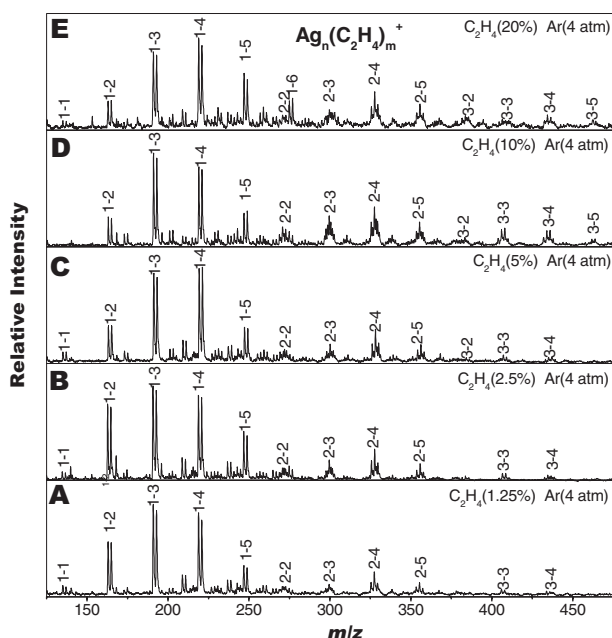 E Ag_n(C_2H_4)_m^+ C_2H_4(20%) Ar(4 atm)
1-1 1-2 1-3 1-4 1-5 2-2 1-6 2-3 2-4 2-5 3-2 3-3 3-4 3-5
D C_2H_4(10%) Ar(4 atm)
1-2 1-3 1-4 1-5 2-2 2-3 2-4 2-5 3-2 3-3 3-4 3-5
C C_2H_4(5%) Ar(4 atm)
1-1 1-2 1-3 1-4 1-5 2-2 2-3 2-4 2-5 3-2 3-3 3-4
B C_2H_4(2.5%) Ar(4 atm)
1-1 1-2 1-3 1-4 1-5 2-2 2-3 2-4 2-5 3-3 3-4
1
A C_2H_4(1.25%) Ar(4 atm)
1-1 1-2 1-3 1-4 1-5 2-2 2-3 2-4 2-5 3-3 3-4
150 200 250 300 350 400 450
m/z
Relative Intensity